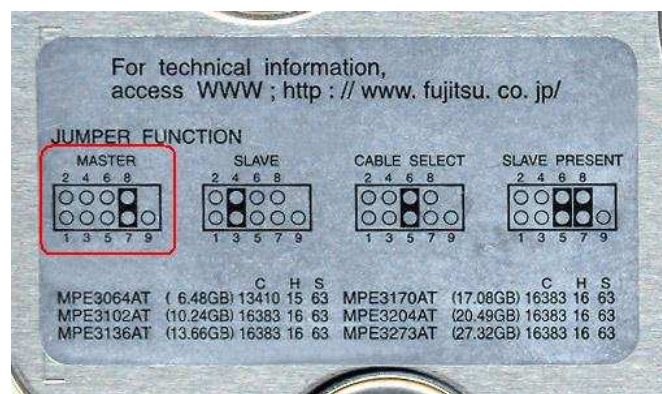 For technical information,
access WWW ; http : // www. fujitsu. co. jp/
JUMPER FUNCTION
MASTER SLAVE CABLE SELECT SLAVE PRESENT
2 4 6 8 2 4 6 8 2 4 6 8 2 4 6 8
1 3 5 7 9 1 3 5 7 9 1 3 5 7 9 1 3 5 7 9
C H S C H S
MPE3064AT ( 6.48GB) 13410 15 63 MPE3170AT (17.08GB) 16383 16 63
MPE3102AT (10.24GB) 16383 16 63 MPE3204AT (20.49GB) 16383 16 63
MPE3136AT (13.66GB) 16383 16 63 MPE3273AT (27.32GB) 16383 16 63